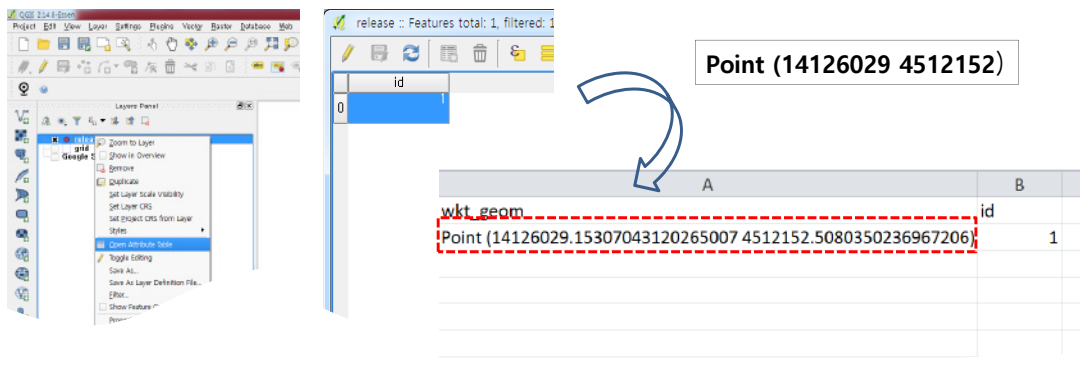 QGIS 2.14.8-Essen
Project Edit View Layer Settings Plugins Vector Raster Database Web
Layers Panel
grid
Google S
Zoom to Layer
Show in Overview
Remove
Duplicate
Set Layer Scale Visibility
Set Layer CRS
Set Project CRS from Layer
Styles
Open Attribute Table
Toggle Editing
Save As...
Save As Layer Definition File...
Filter...
Show Feature C
release :: Features total: 1, filtered: 1
id
0 1
Point (14126029 4512152)
A B
wkt_geom id
Point (14126029.15307043120265007 4512152.5080350236967206) 1